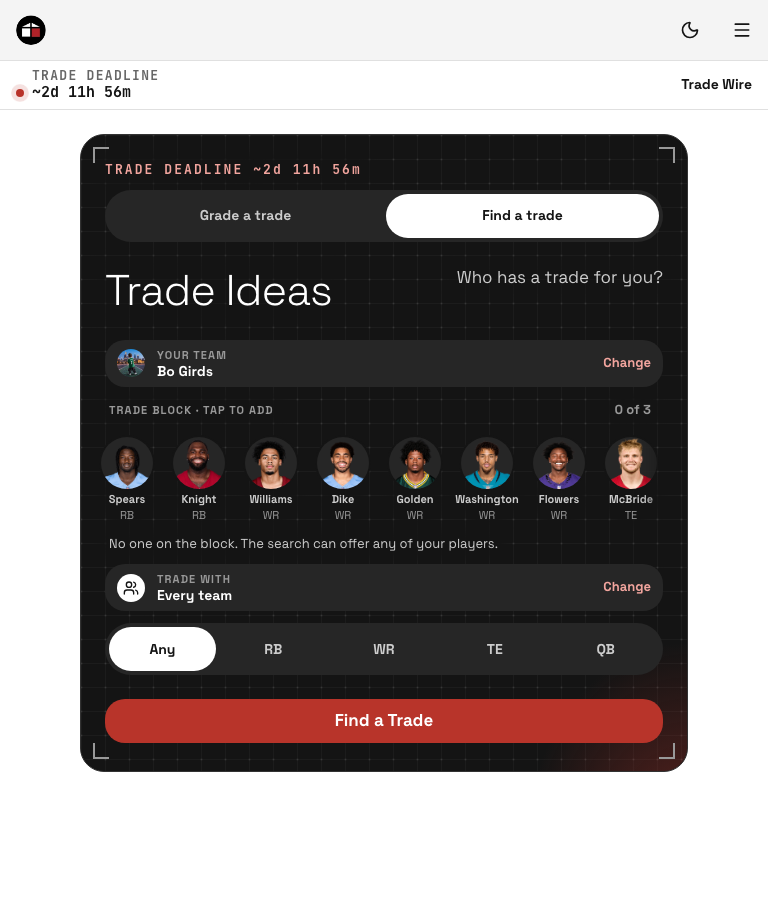 TRADE DEADLINE
~2d 11h 56m
Trade Wire
TRADE DEADLINE ~2d 11h 56m
Grade a trade
Find a trade
Trade Ideas
Who has a trade for you?
YOUR TEAM
Bo Girds
Change
TRADE BLOCK · TAP TO ADD
0 of 3
Spears Knight Williams Dike Golden Washington Flowers McBride
RB RB WR WR WR WR WR TE
No one on the block. The search can offer any of your players.
TRADE WITH
Every team
Change
Any RB WR TE QB
Find a Trade